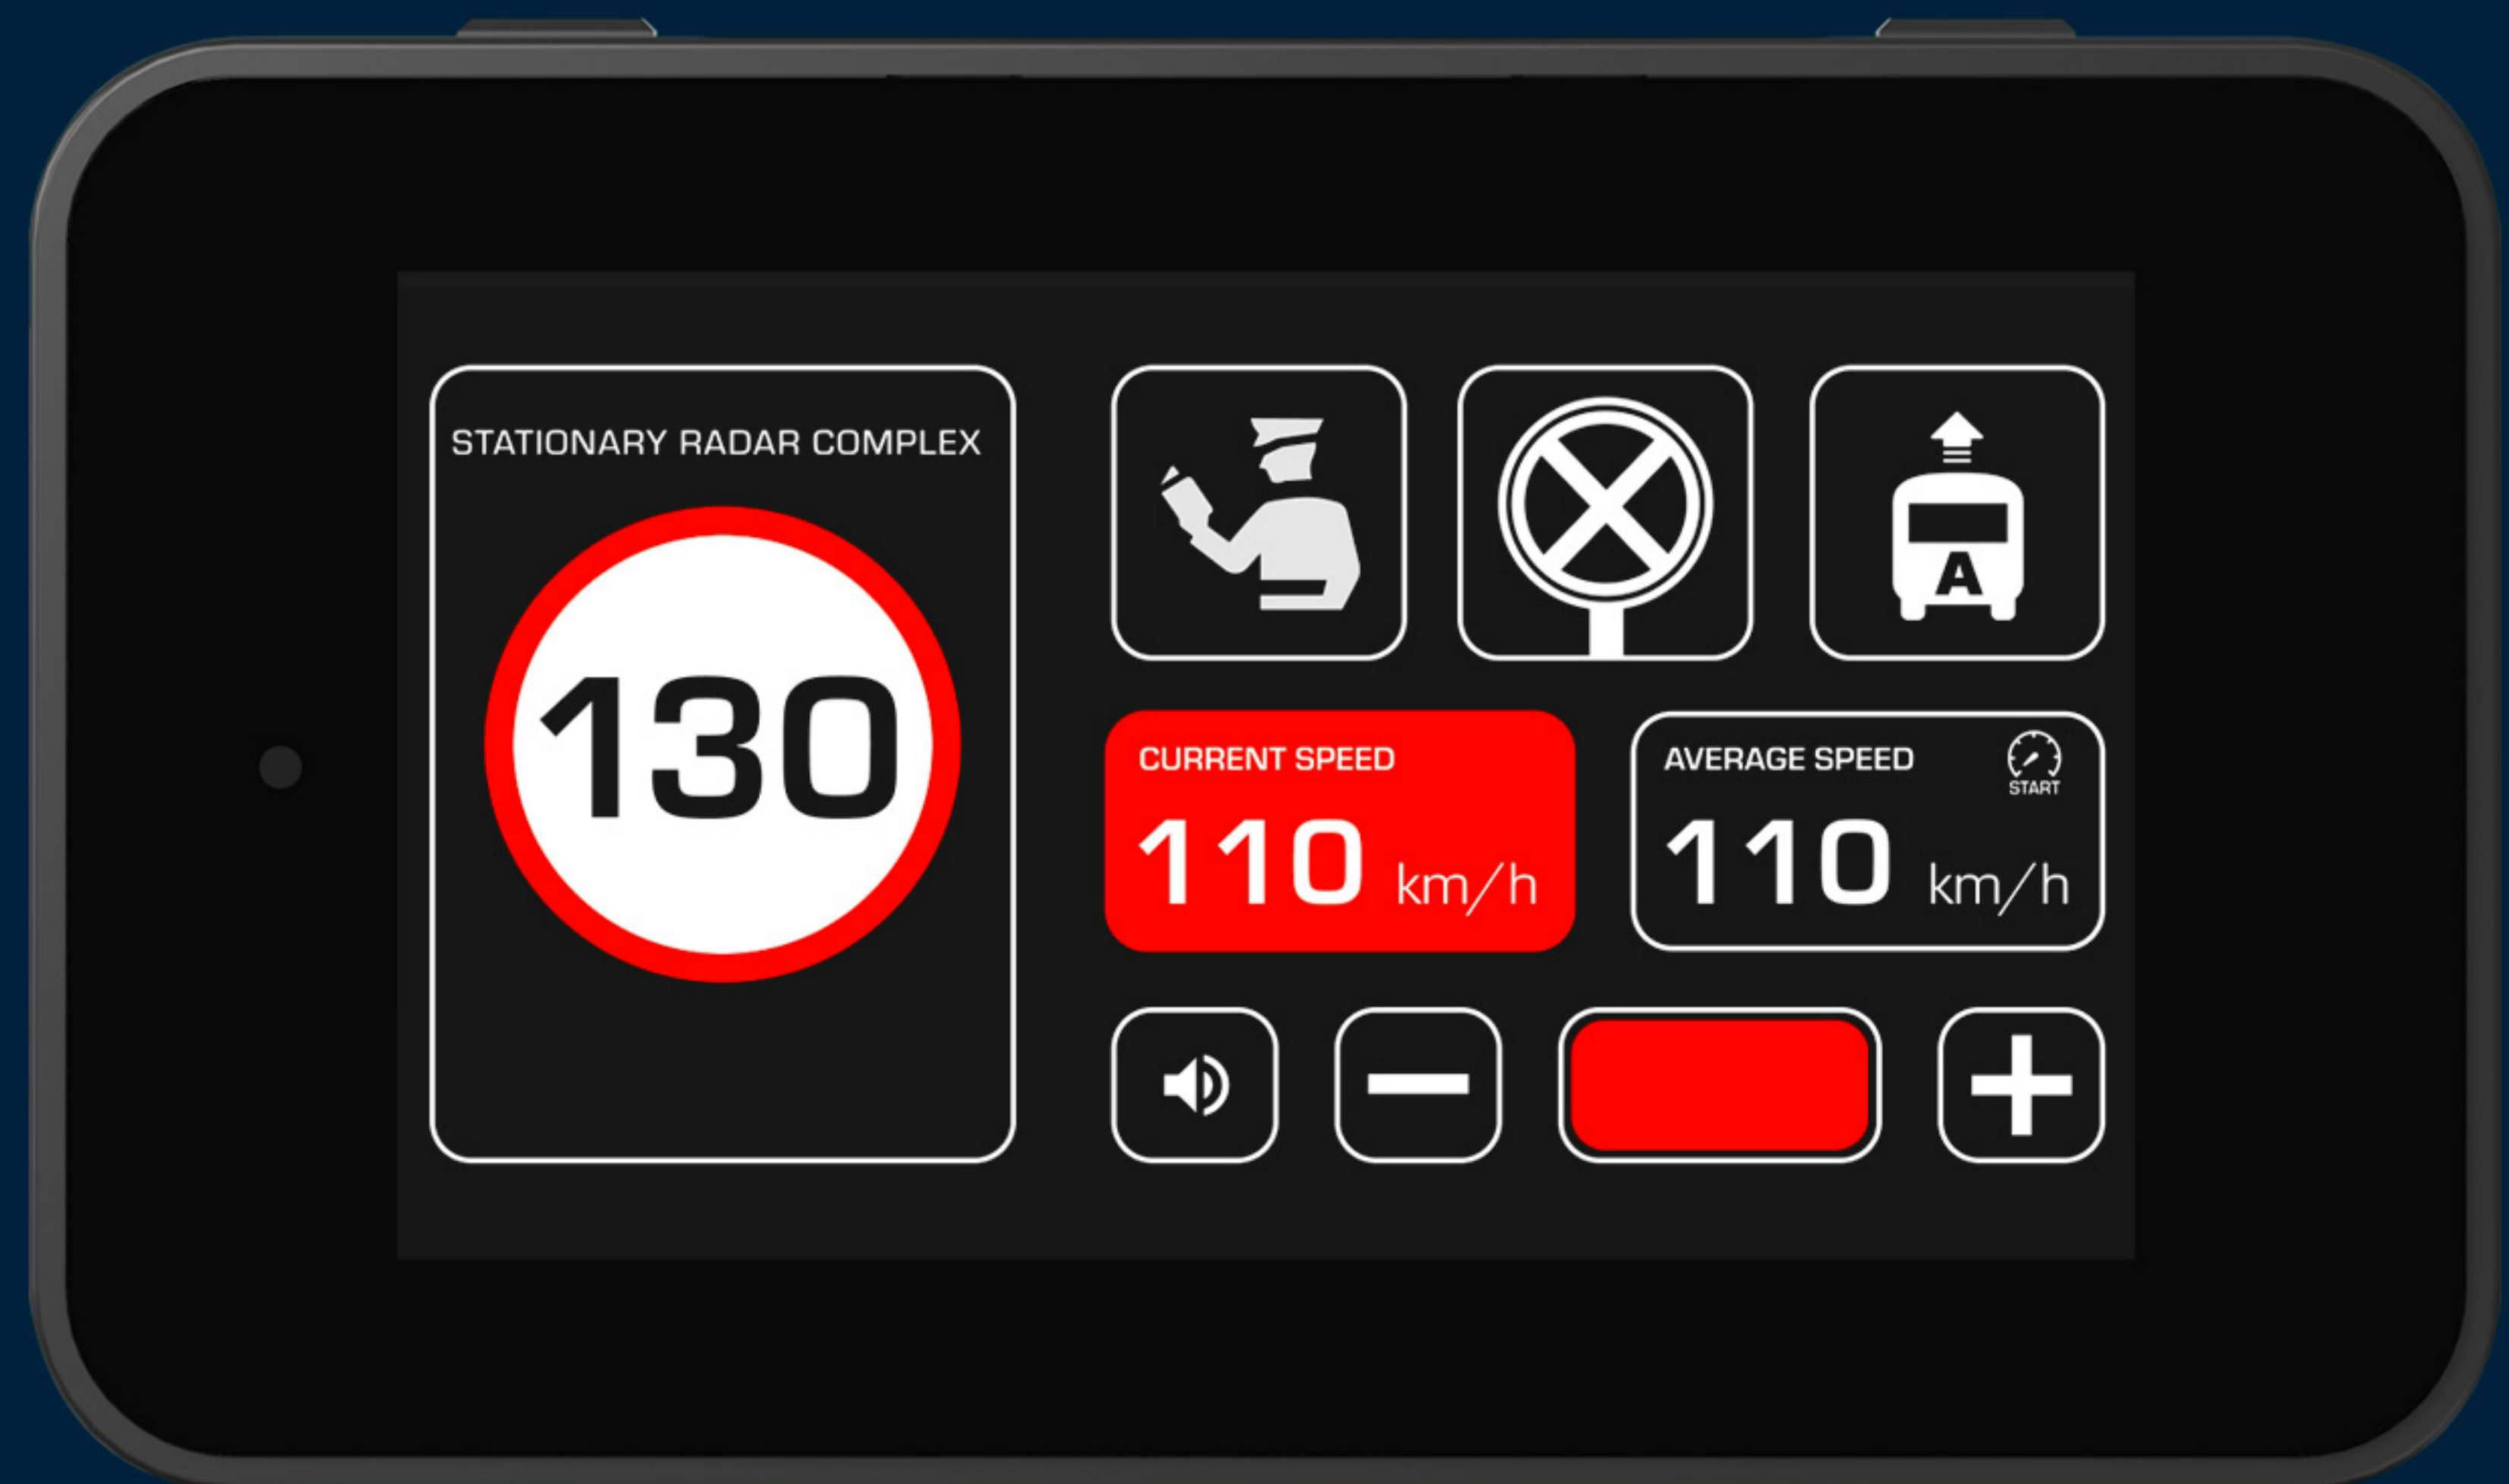 STATIONARY RADAR COMPLEX
130
A
CURRENT SPEED
110 km/h
AVERAGE SPEED
START
110 km/h